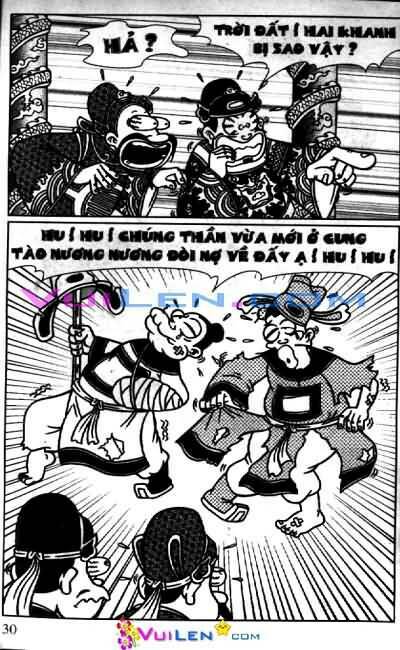 HẢ?
TRỜI ĐẤT! HAI KHANH
BỊ SAO VẬY?
HU! HU! CHÚNG THẦN VỪA MỚI Ở CUNG
TÀO NƯƠNG NƯƠNG ĐÒI NỢ VỀ ĐẤY Ạ! HU! HU!
VUILEN.COM
30
VUILEN.COM